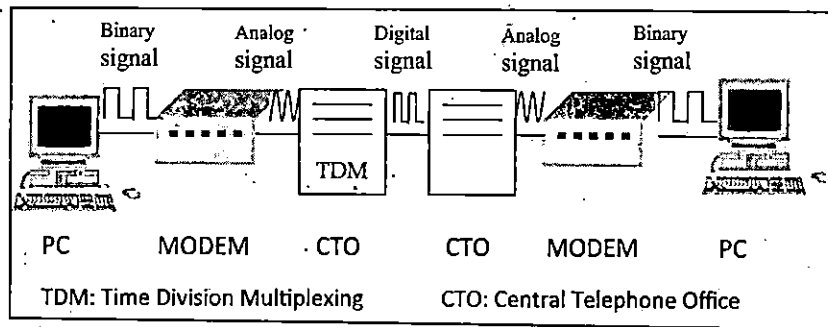 Binary Analog Digital Analog Binary
signal signal signal signal signal
TDM
PC MODEM CTO CTO MODEM PC
TDM: Time Division Multiplexing CTO: Central Telephone Office